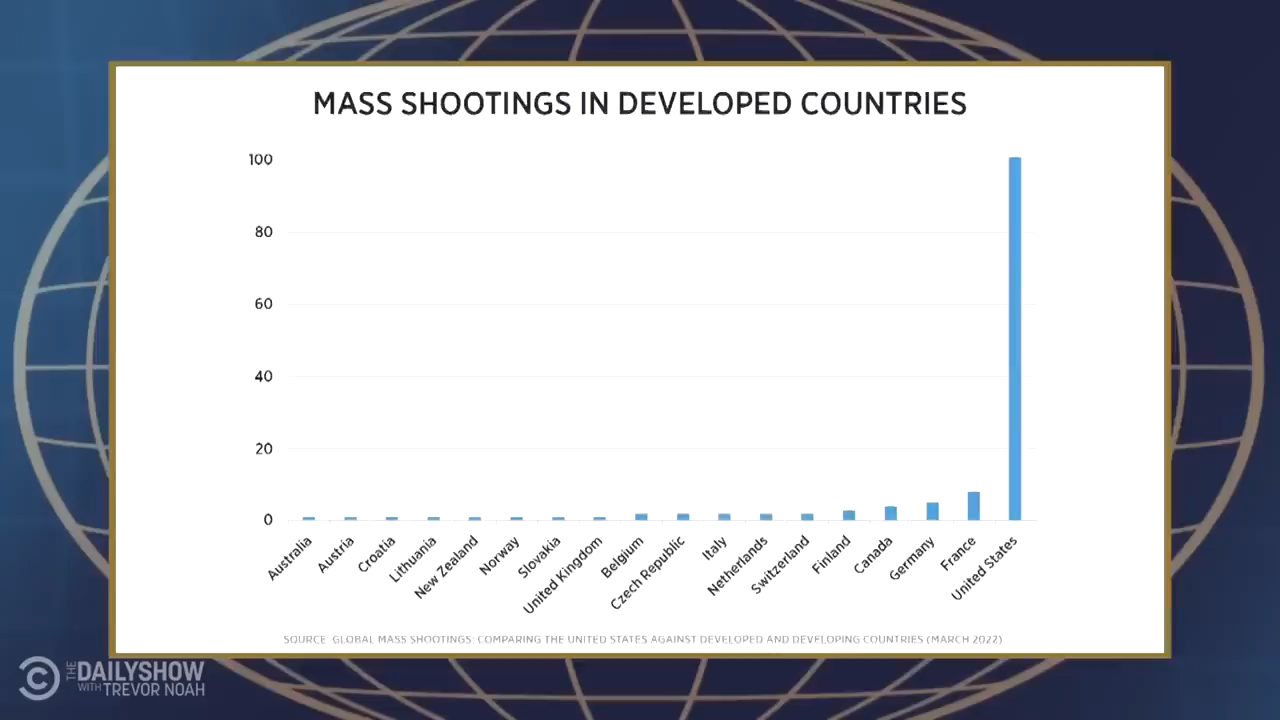 MASS SHOOTINGS IN DEVELOPED COUNTRIES
100
80
60
40
20
0
Australia
Austria
Croatia
Lithuania
New Zealand
Norway
Slovakia
United Kingdom
Belgium
Czech Republic
Italy
Netherlands
Switzerland
Finland
Canada
Germany
France
United States
SOURCE GLOBAL MASS SHOOTINGS: COMPARING THE UNITED STATES AGAINST DEVELOPED AND DEVELOPING COUNTRIES (MARCH 2022)
C THE DAILYSHOW
WITH TREVOR NOAH